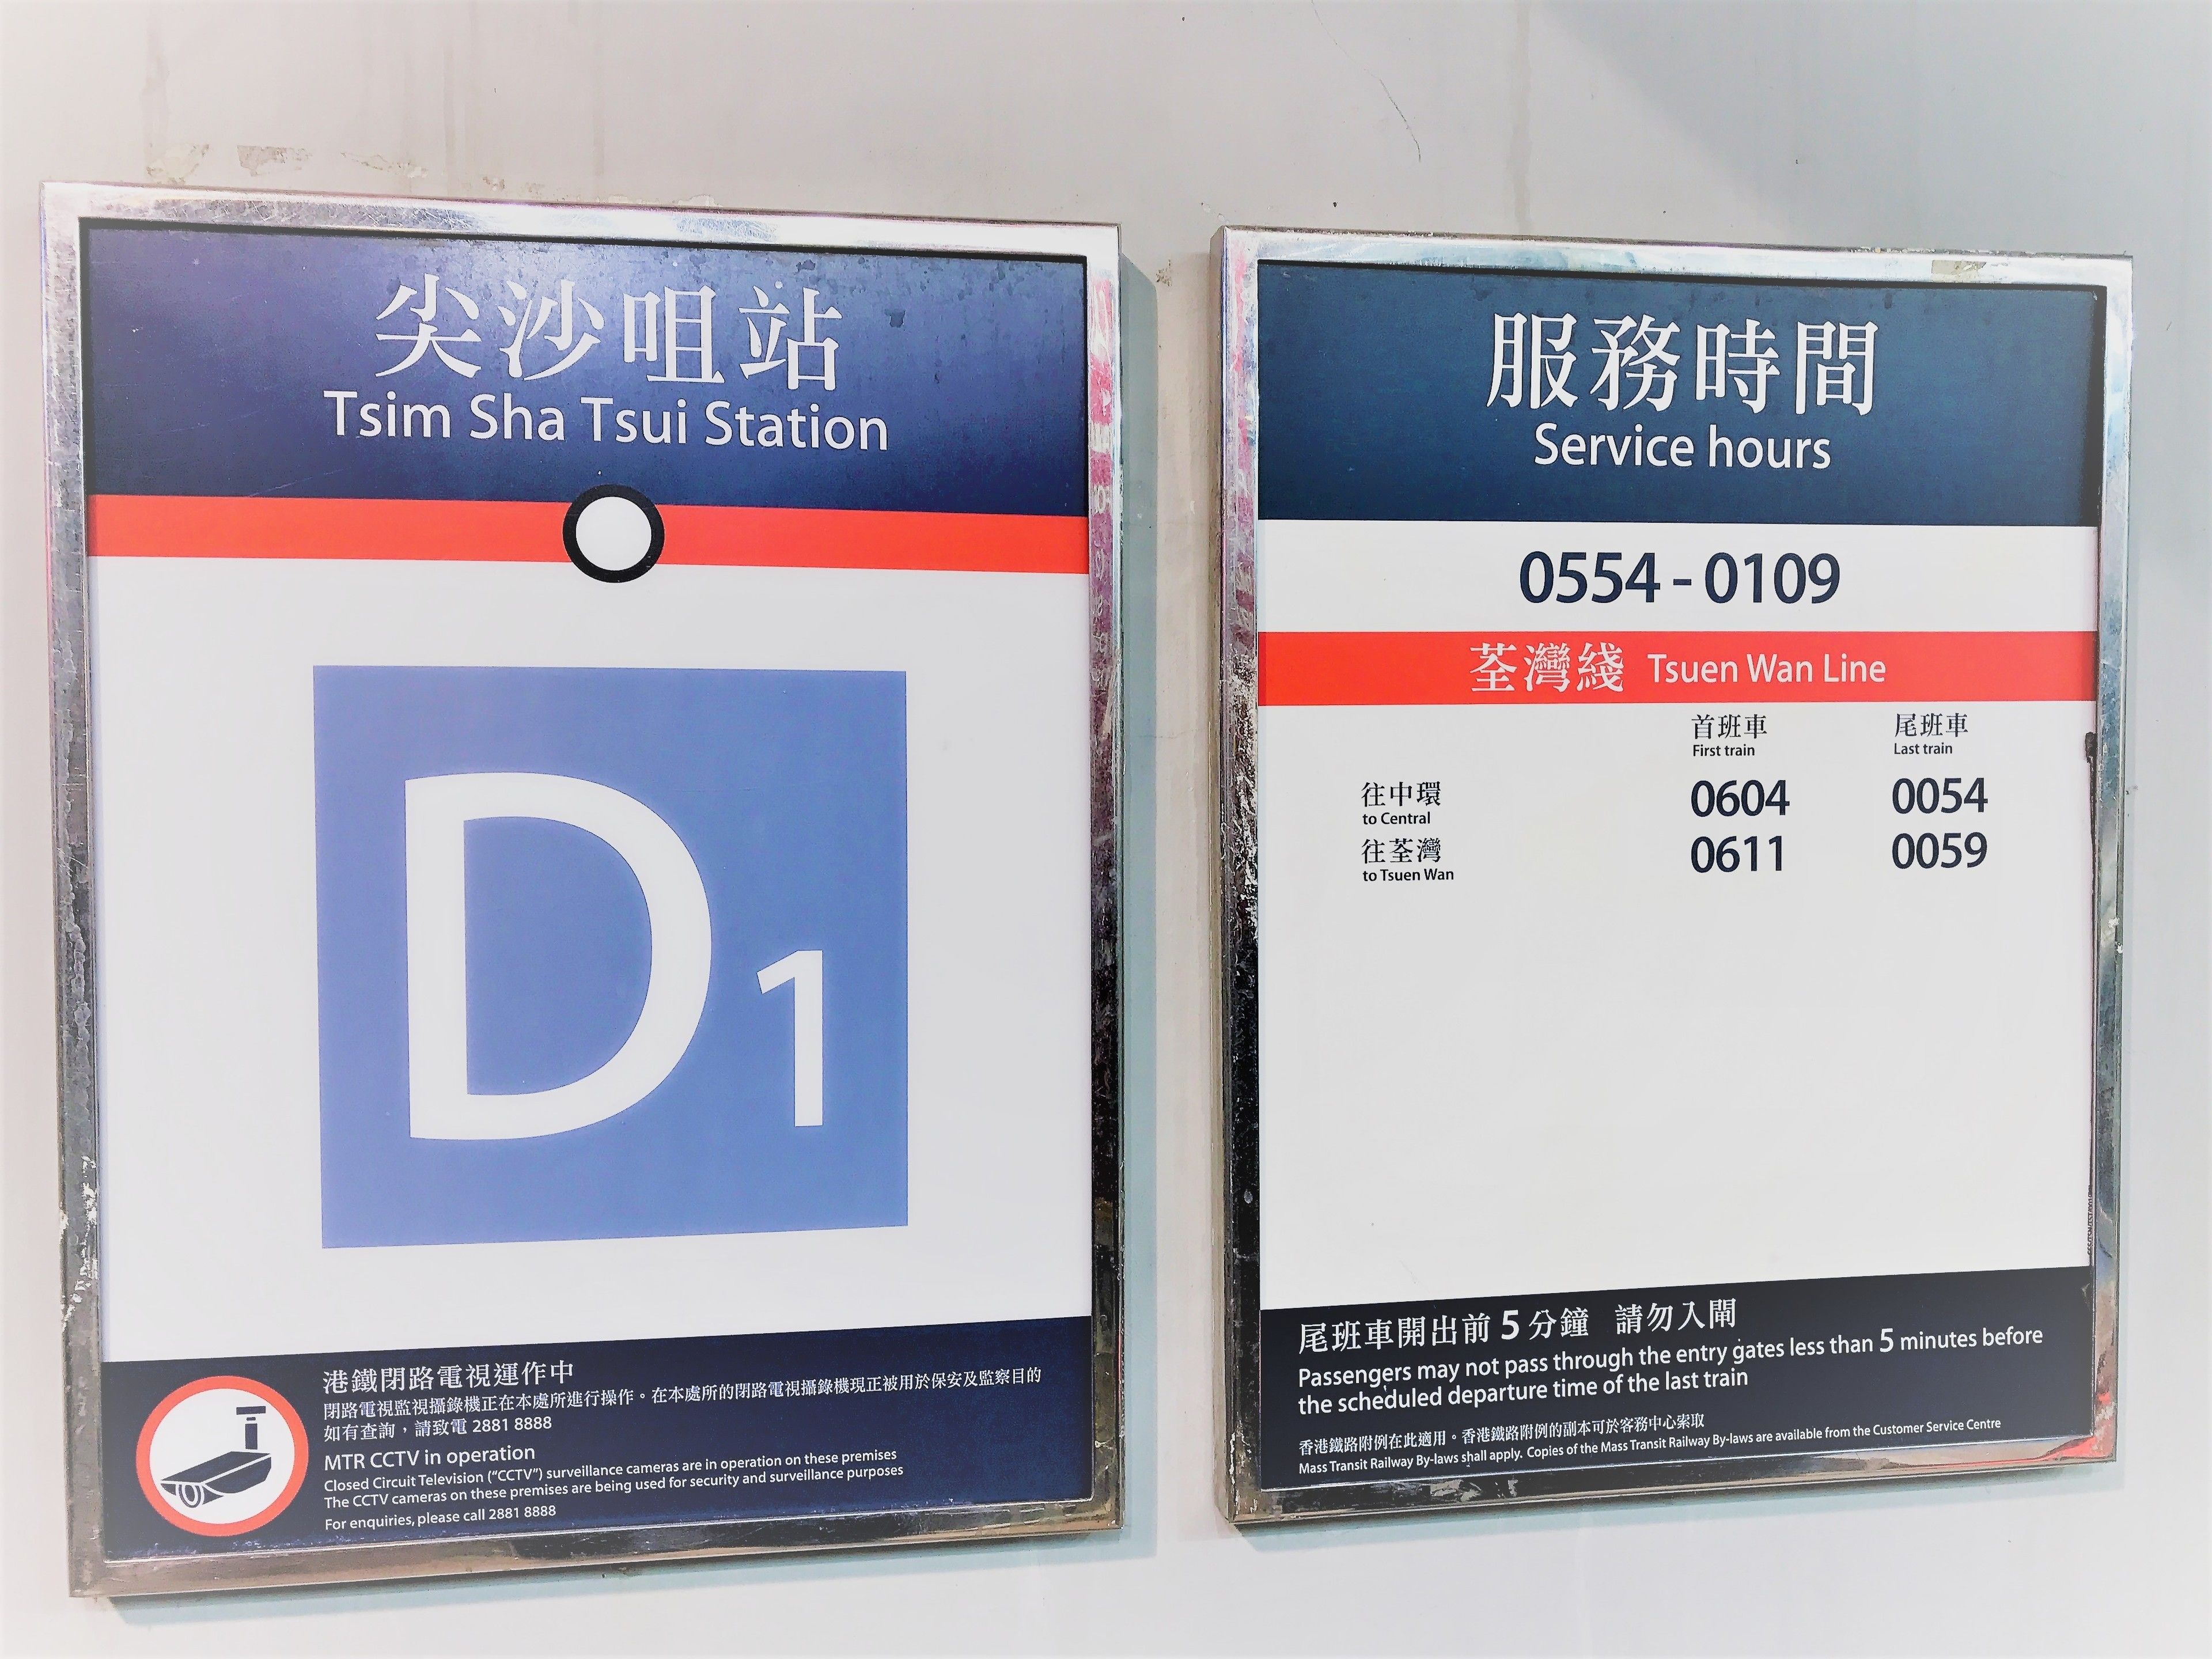 尖沙咀站
Tsim Sha Tsui Station
D1
港鐵閉路電視運作中
閉路電視監視攝錄機正在本處所進行操作。在本處所的閉路電視攝錄機現正被用於保安及監察目的
如有查詢，請致電 2881 8888
MTR CCTV in operation
Closed Circuit Television (“CCTV”) surveillance cameras are in operation on these premises
The CCTV cameras on these premises are being used for security and surveillance purposes
For enquiries, please call 2881 8888
服務時間
Service hours
0554 - 0109
荃灣綫 Tsuen Wan Line
首班車 尾班車
First train Last train
往中環 0604 0054
to Central
往荃灣 0611 0059
to Tsuen Wan
尾班車開出前 5 分鐘 請勿入閘
Passengers may not pass through the entry gates less than 5 minutes before
the scheduled departure time of the last train
香港鐵路附例在此適用。香港鐵路附例的副本可於客務中心索取
Mass Transit Railway By-laws shall apply. Copies of the Mass Transit Railway By-laws are available from the Customer Service Centre